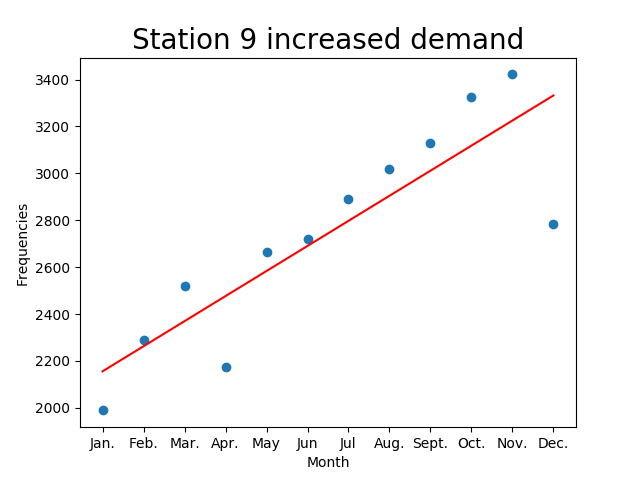 Station 9 increased demand
3400
3200
3000
2800
2600
2400
2200
2000
Frequencies
Jan. Feb. Mar. Apr. May Jun Jul Aug. Sept. Oct. Nov. Dec.
Month